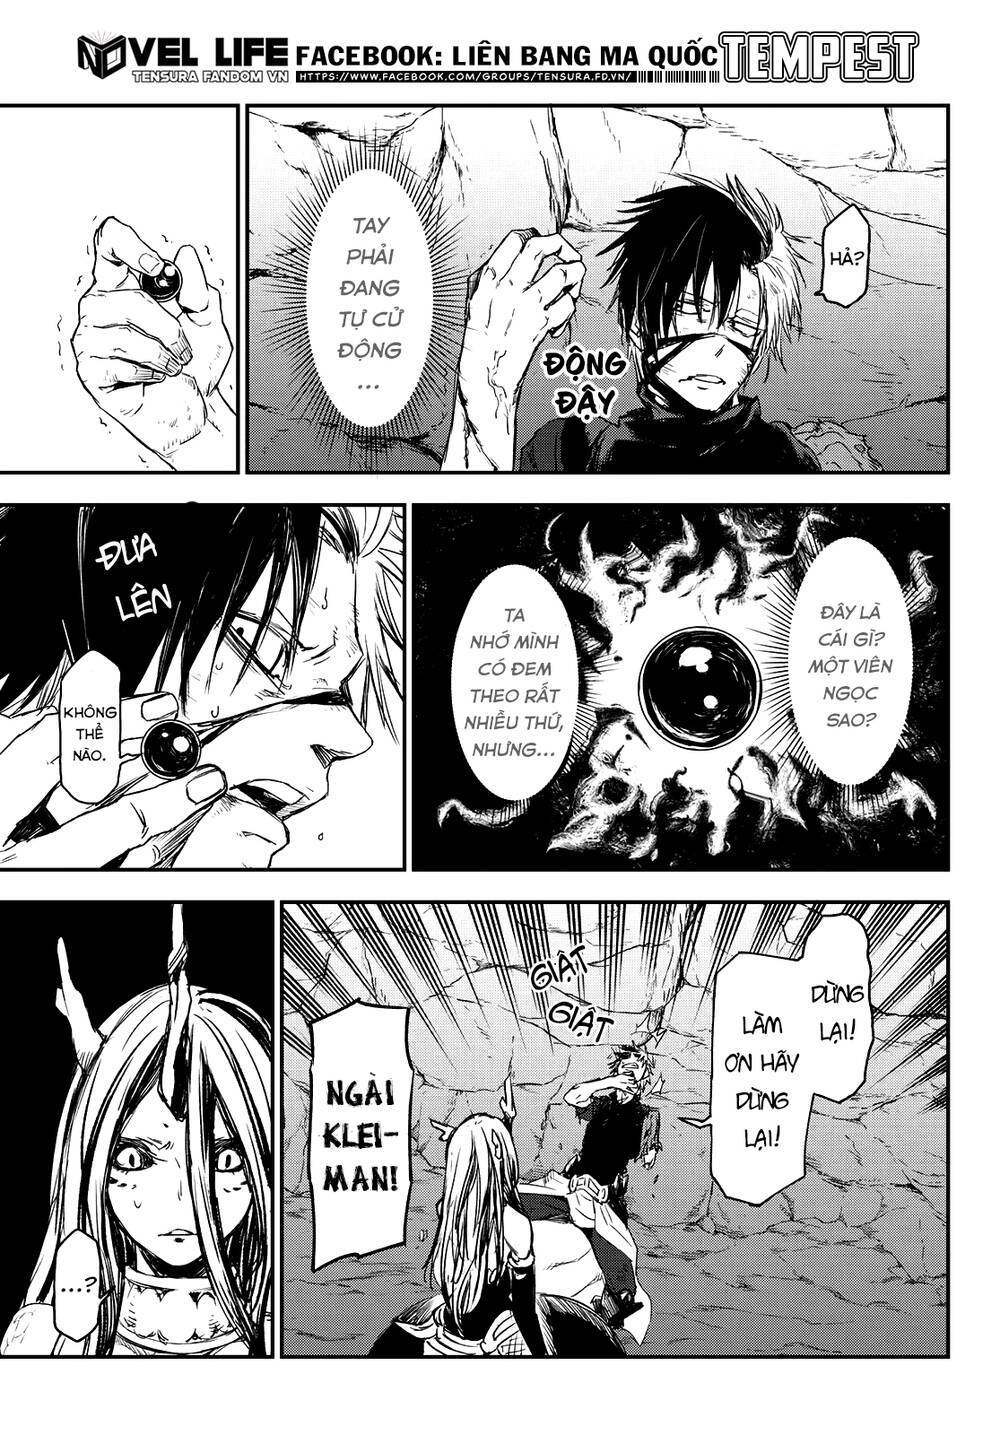 NOVEL LIFE
TENSURA FANDOM VN
FACEBOOK: LIÊN BANG MA QUỐC
HTTPS://WWW.FACEBOOK.COM/GROUPS/TENSURA.FD.VN/
TEMPEST
HẢ?
ĐỘNG
ĐẬY
TAY
PHẢI
ĐANG
TỰ CỬ
ĐỘNG
...
ĐÂY LÀ
CÁI GÌ?
MỘT VIÊN
NGỌC
SAO?
TA
NHỚ MÌNH
CÓ ĐEM
THEO RẤT
NHIỀU THỨ,
NHƯNG...
ĐƯA
LÊN
KHÔNG
THỂ
NÀO.
DỪNG
LẠI!
LÀM
ƠN HÃY
DỪNG
LẠI!
GIẬT
GIẬT
NGÀI
KLEI-
MAN!
....?